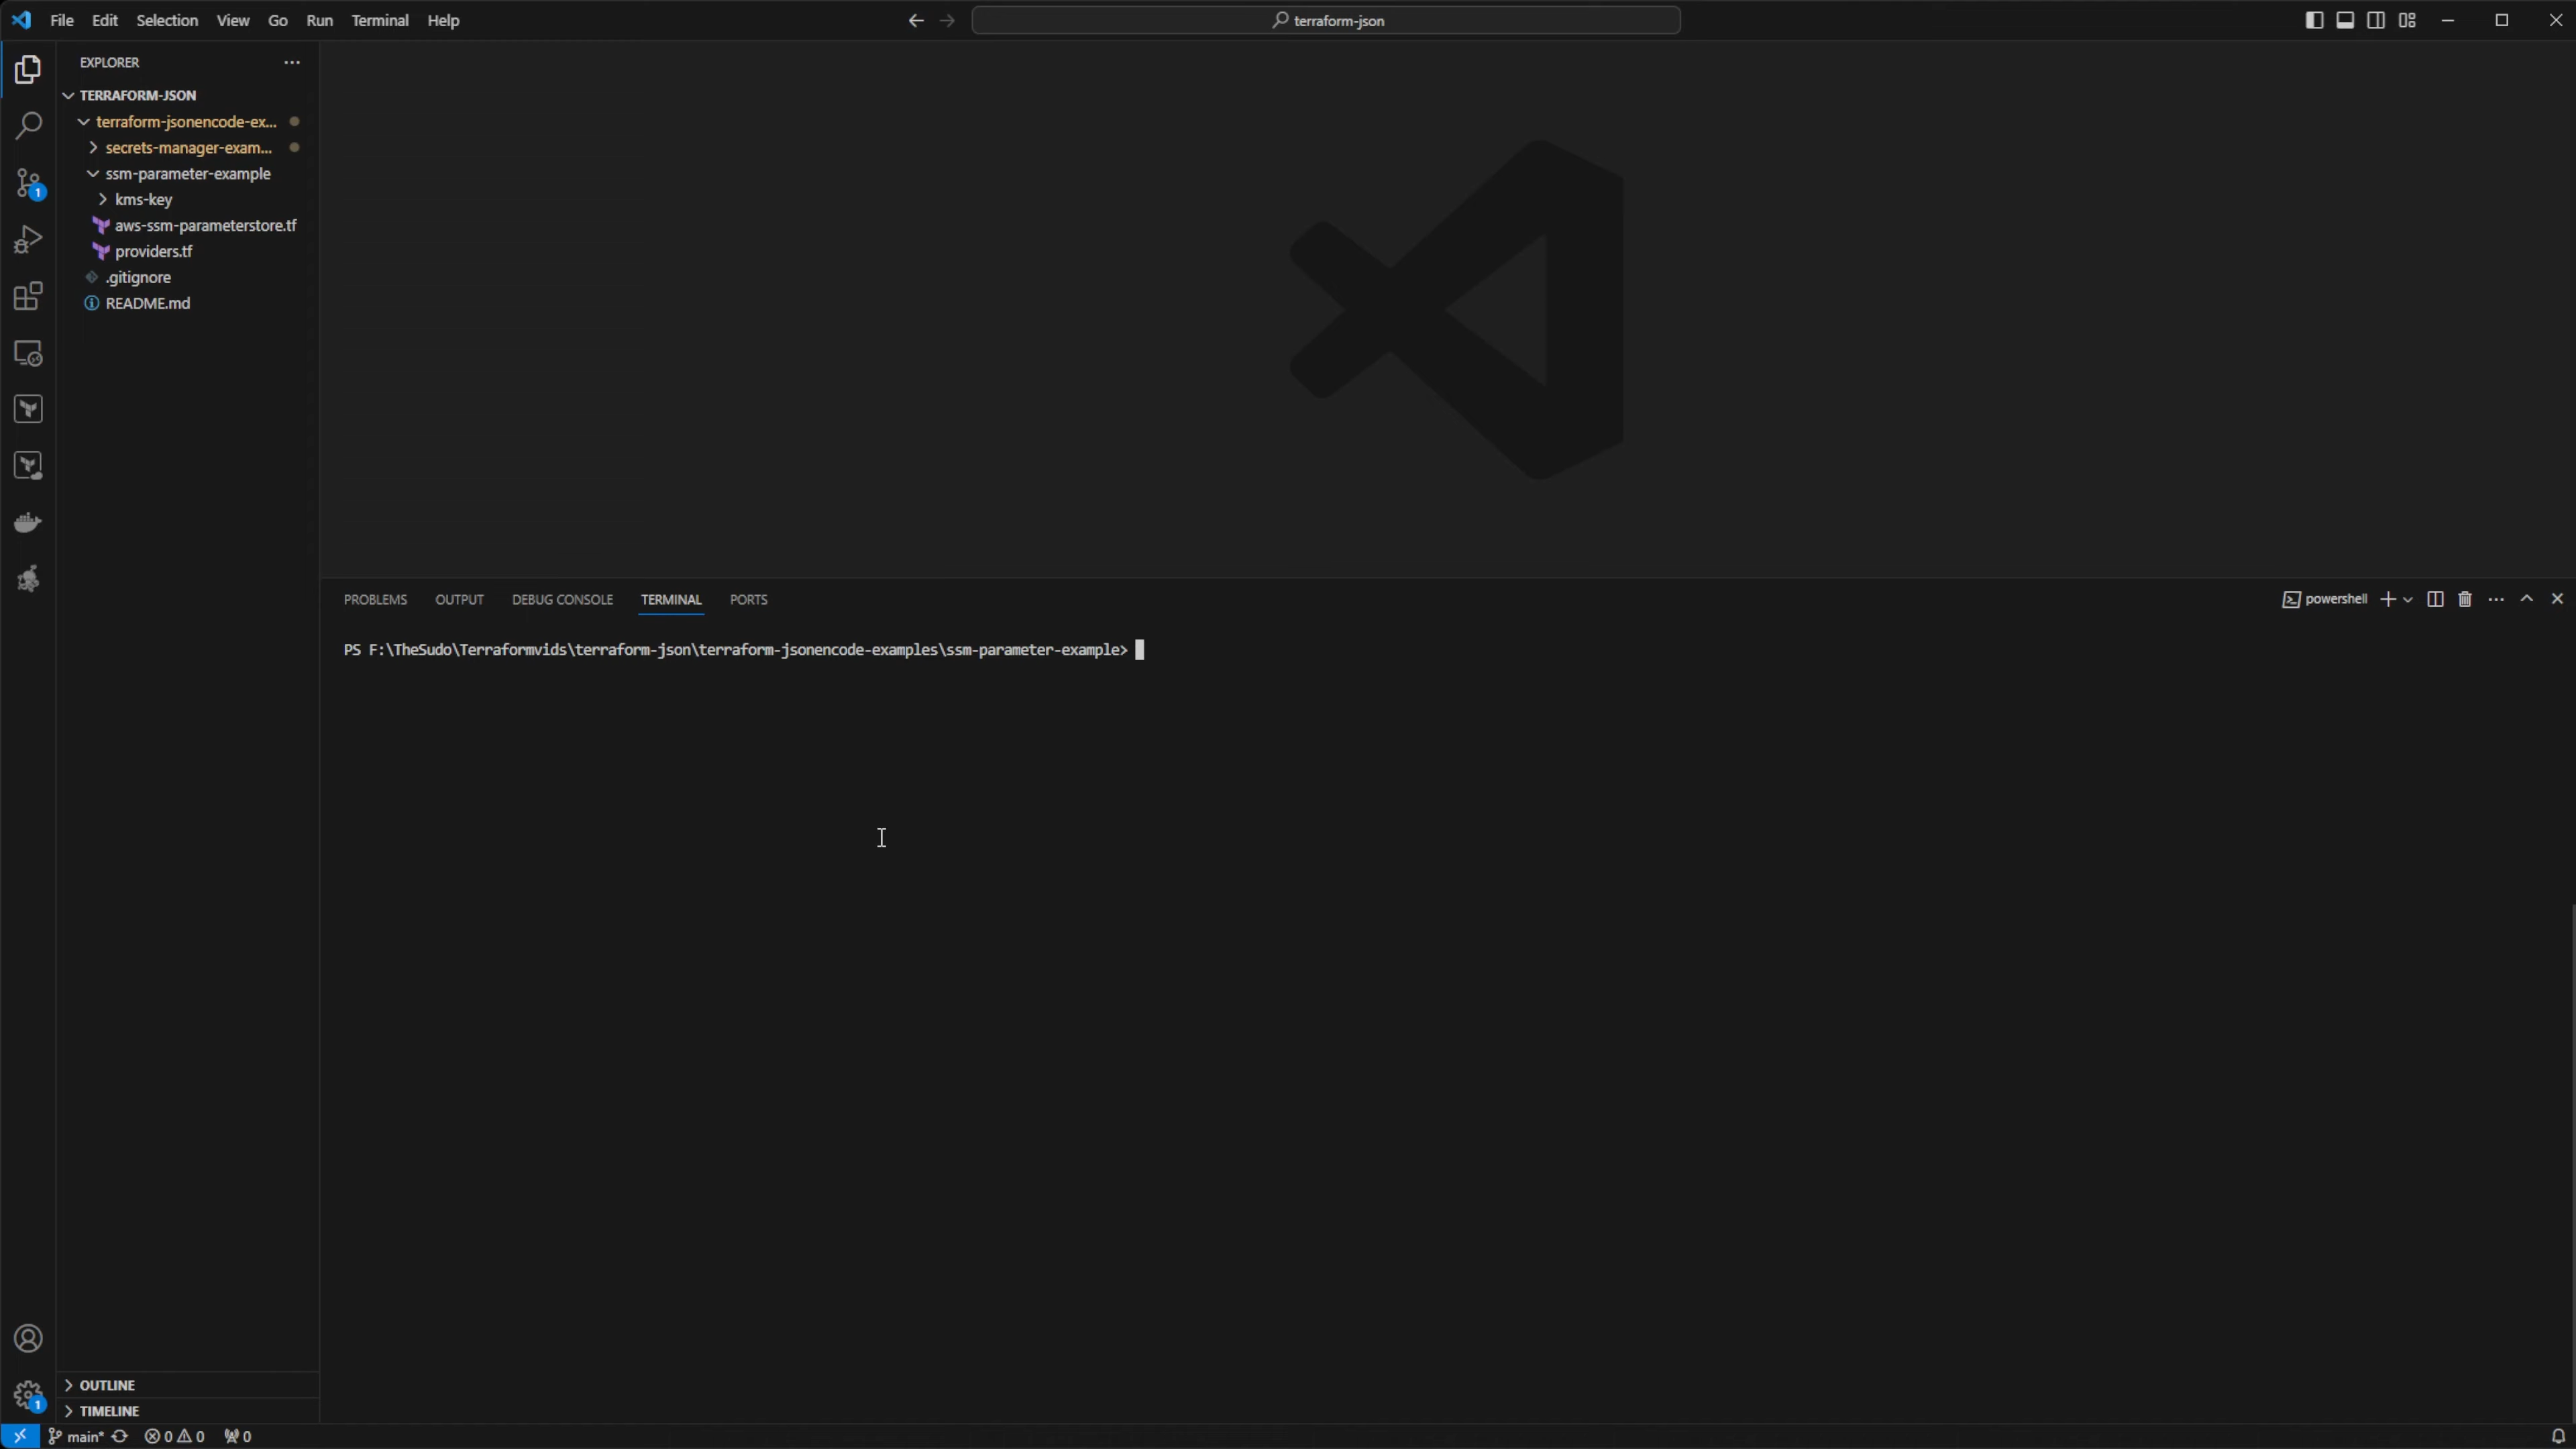 File Edit Selection View Go Run Terminal Help
terraform-json
EXPLORER
TERRAFORM-JSON
terraform-jsonencode-ex...
secrets-manager-exam...
ssm-parameter-example
kms-key
aws-ssm-parameterstore.tf
providers.tf
.gitignore
README.md
1
PROBLEMS OUTPUT DEBUG CONSOLE TERMINAL PORTS
powershell
PS F:\TheSudo\Terraformvids\terraform-json\terraform-jsonencode-examples\ssm-parameter-example>
OUTLINE
TIMELINE
1
main* 0 0 0